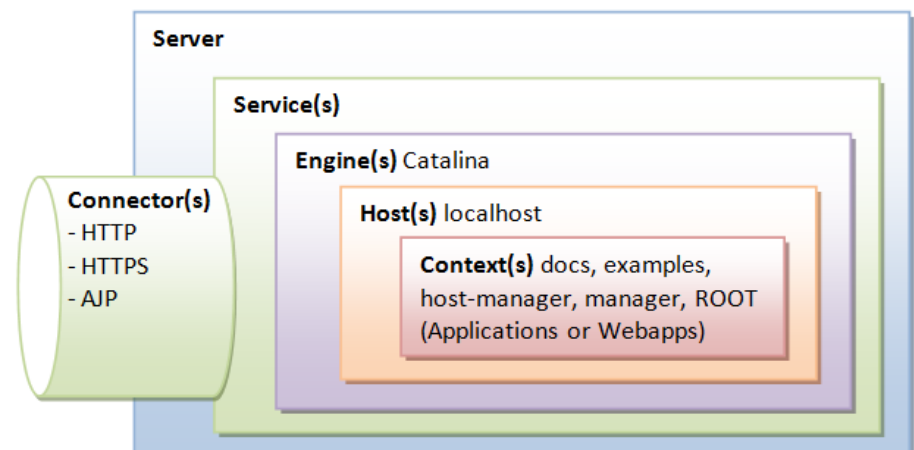 Server
Service(s)
Engine(s) Catalina
Connector(s)
- HTTP
- HTTPS
- AJP
Host(s) localhost
Context(s) docs, examples,
host-manager, manager, ROOT
(Applications or Webapps)